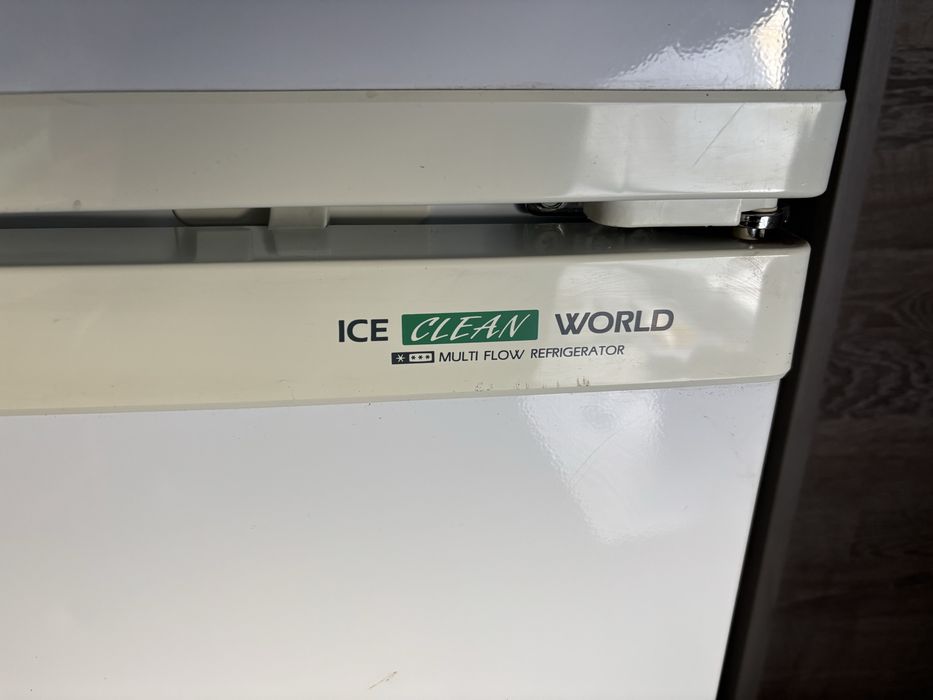 ICE CLEAN WORLD
* *** MULTI FLOW REFRIGERATOR